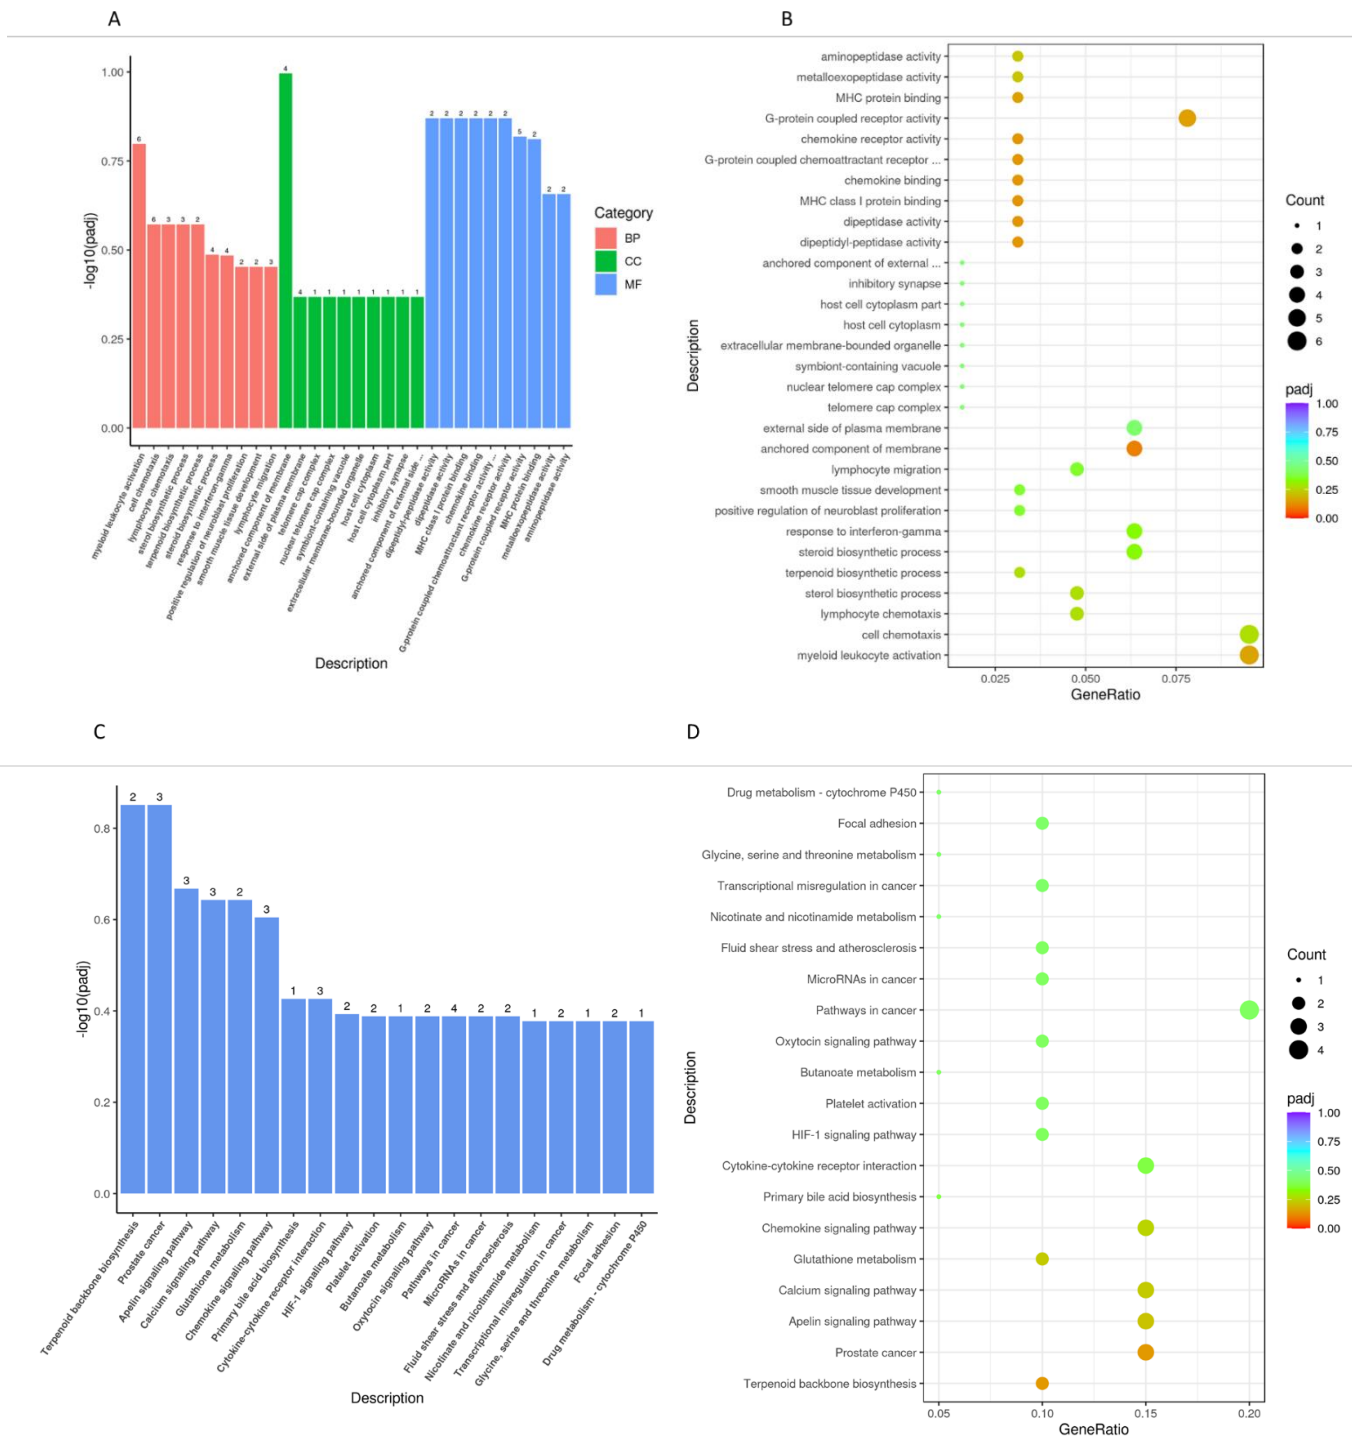 A
1.00
0.75
0.50
0.25
0.00
-log10(padj)
6
6
3
3
2
4
4
2
2
3
4
4
1
1
1
1
1
1
1
1
2
2
2
2
2
2
5
2
2
2
myeloid leukocyte activation
cell chemotaxis
lymphocyte chemotaxis
sterol biosynthetic process
terpenoid biosynthetic process
steroid biosynthetic process
response to interferon-gamma
positive regulation of neuroblast proliferation
smooth muscle tissue development
lymphocyte migration
anchored component of membrane
external side of plasma membrane
telomere cap complex
nuclear telomere cap complex
symbiont-containing vacuole
extracellular membrane-bounded organelle
host cell cytoplasm
host cell cytoplasm part
inhibitory synapse
anchored component of external side ...
dipeptidyl-peptidase activity
dipeptidase activity
MHC class I protein binding
chemokine binding
G-protein coupled chemoattractant receptor activity ...
chemokine receptor activity
G-protein coupled receptor activity
MHC protein binding
metalloexopeptidase activity
aminopeptidase activity
Description
Category
BP
CC
MF
B
aminopeptidase activity
metalloexopeptidase activity
MHC protein binding
G-protein coupled receptor activity
chemokine receptor activity
G-protein coupled chemoattractant receptor ...
chemokine binding
MHC class I protein binding
dipeptidase activity
dipeptidyl-peptidase activity
anchored component of external ...
inhibitory synapse
host cell cytoplasm part
host cell cytoplasm
extracellular membrane-bounded organelle
symbiont-containing vacuole
nuclear telomere cap complex
telomere cap complex
external side of plasma membrane
anchored component of membrane
lymphocyte migration
smooth muscle tissue development
positive regulation of neuroblast proliferation
response to interferon-gamma
steroid biosynthetic process
terpenoid biosynthetic process
sterol biosynthetic process
lymphocyte chemotaxis
cell chemotaxis
myeloid leukocyte activation
Description
0.025
0.050
0.075
GeneRatio
Count
1
2
3
4
5
6
padj
1.00
0.75
0.50
0.25
0.00
C
0.8
0.6
0.4
0.2
0.0
-log10(padj)
2
3
3
3
2
3
1
3
2
2
1
2
4
2
2
1
2
1
2
1
Terpenoid backbone biosynthesis
Prostate cancer
Apelin signaling pathway
Calcium signaling pathway
Glutathione metabolism
Chemokine signaling pathway
Primary bile acid biosynthesis
Cytokine-cytokine receptor interaction
HIF-1 signaling pathway
Platelet activation
Butanoate metabolism
Oxytocin signaling pathway
Pathways in cancer
MicroRNAs in cancer
Fluid shear stress and atherosclerosis
Nicotinate and nicotinamide metabolism
Transcriptional misregulation in cancer
Glycine, serine and threonine metabolism
Focal adhesion
Drug metabolism - cytochrome P450
Description
D
Drug metabolism - cytochrome P450
Focal adhesion
Glycine, serine and threonine metabolism
Transcriptional misregulation in cancer
Nicotinate and nicotinamide metabolism
Fluid shear stress and atherosclerosis
MicroRNAs in cancer
Pathways in cancer
Oxytocin signaling pathway
Butanoate metabolism
Platelet activation
HIF-1 signaling pathway
Cytokine-cytokine receptor interaction
Primary bile acid biosynthesis
Chemokine signaling pathway
Glutathione metabolism
Calcium signaling pathway
Apelin signaling pathway
Prostate cancer
Terpenoid backbone biosynthesis
Description
0.05
0.10
0.15
0.20
GeneRatio
Count
1
2
3
4
padj
1.00
0.75
0.50
0.25
0.00